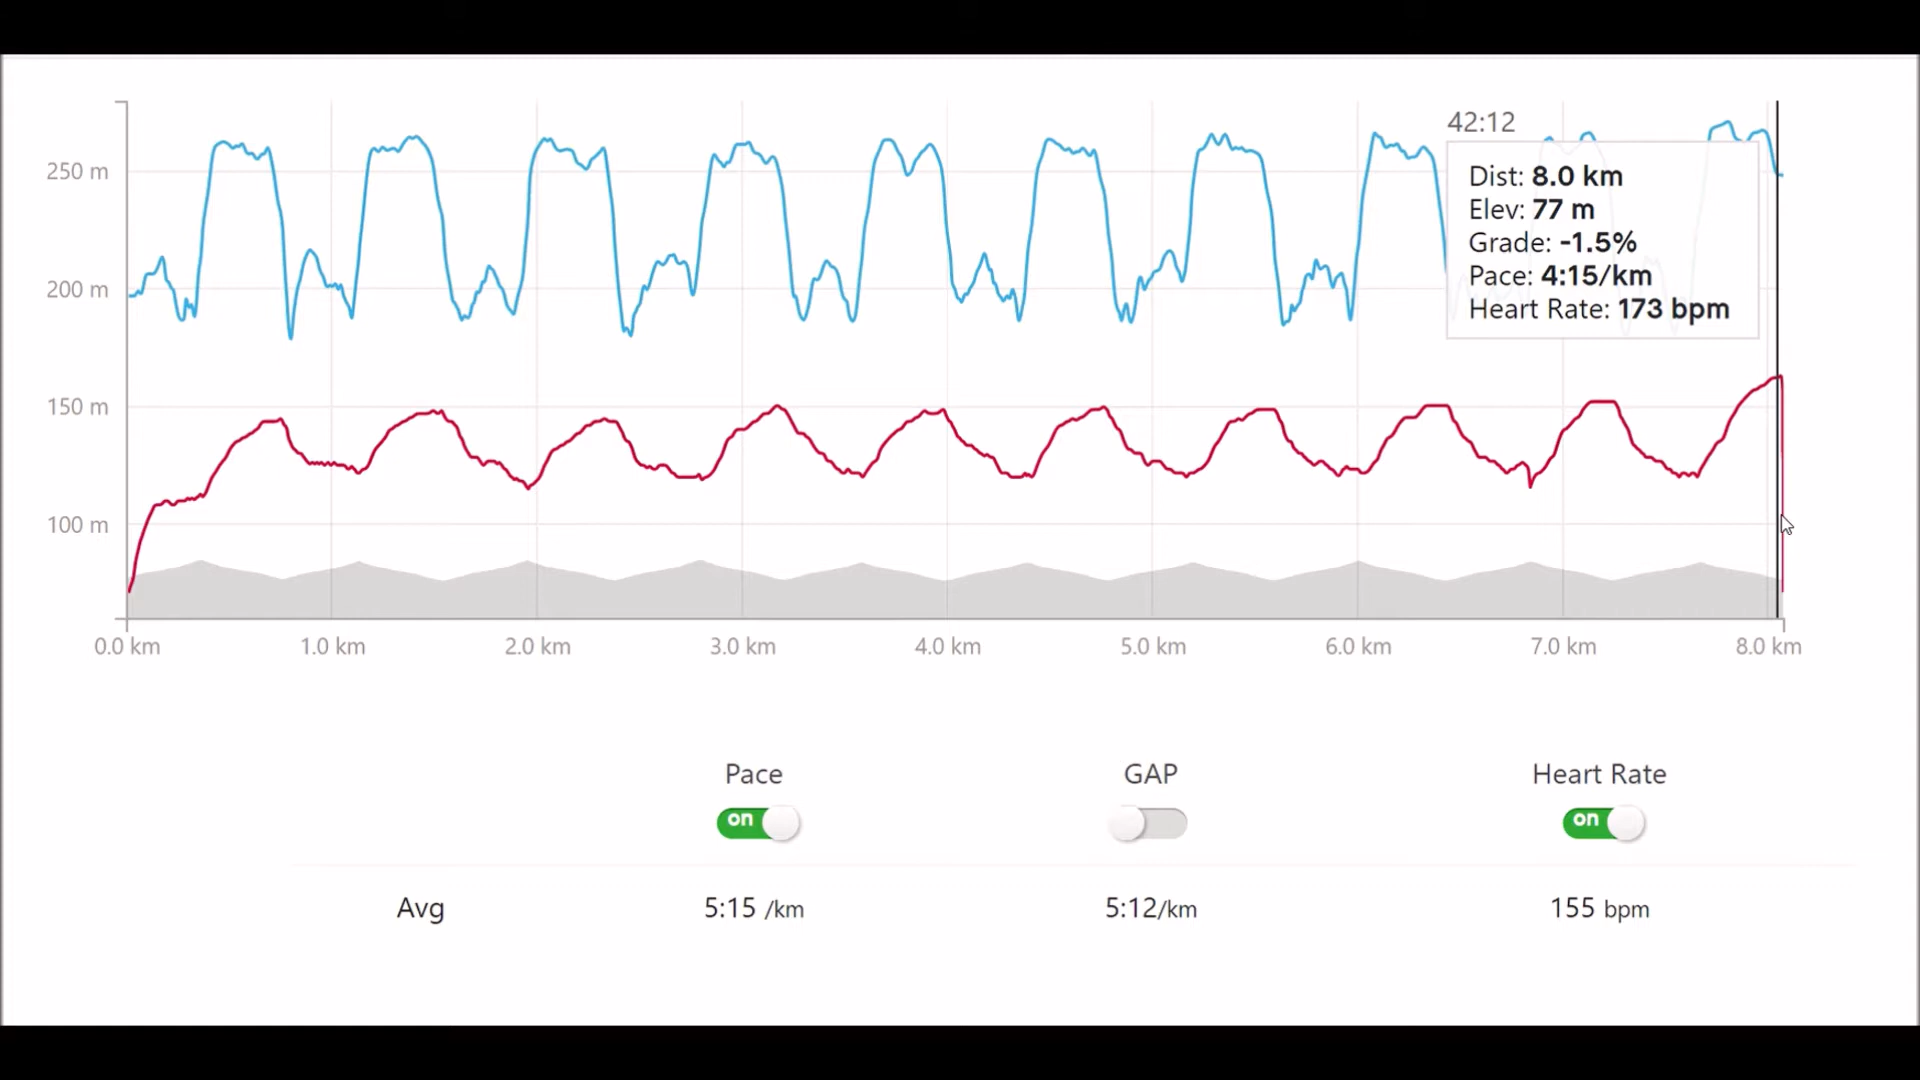 42:12
Dist: 8.0 km
Elev: 77 m
Grade: -1.5%
Pace: 4:15/km
Heart Rate: 173 bpm
250 m
200 m
150 m
100 m
0.0 km 1.0 km 2.0 km 3.0 km 4.0 km 5.0 km 6.0 km 7.0 km 8.0 km
Pace GAP Heart Rate
on on
Avg 5:15 /km 5:12/km 155 bpm